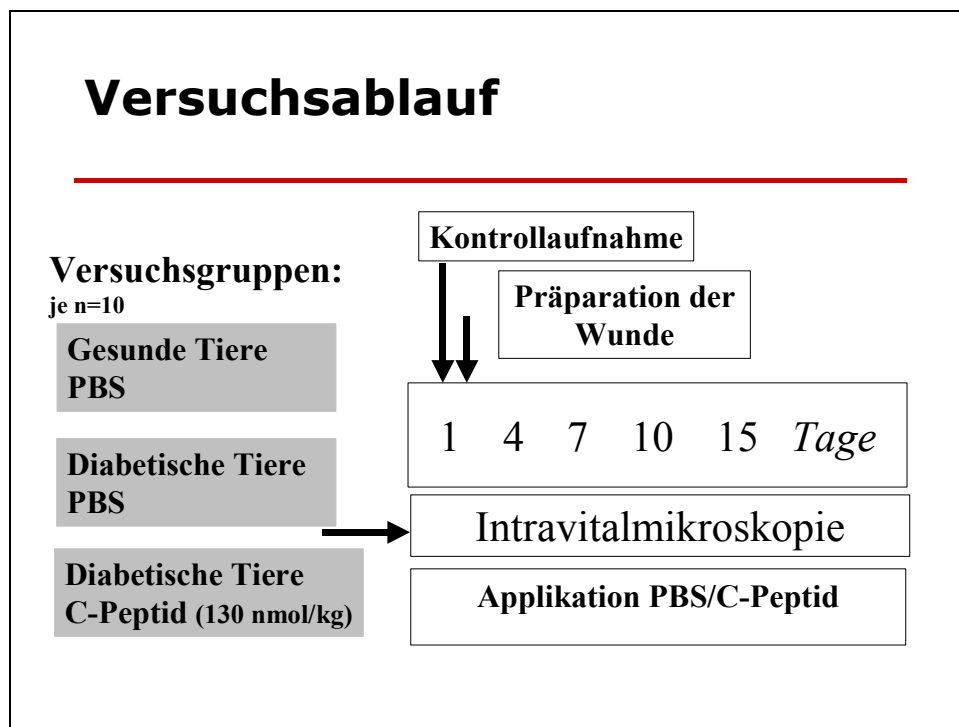 Versuchsablauf
Versuchsgruppen:
je n=10
Gesunde Tiere
PBS
Diabetische Tiere
PBS
Diabetische Tiere
C-Peptid (130 nmol/kg)
Kontrollaufnahme
Präparation der
Wunde
1 4 7 10 15 Tage
Intravitalmikroskopie
Applikation PBS/C-Peptid